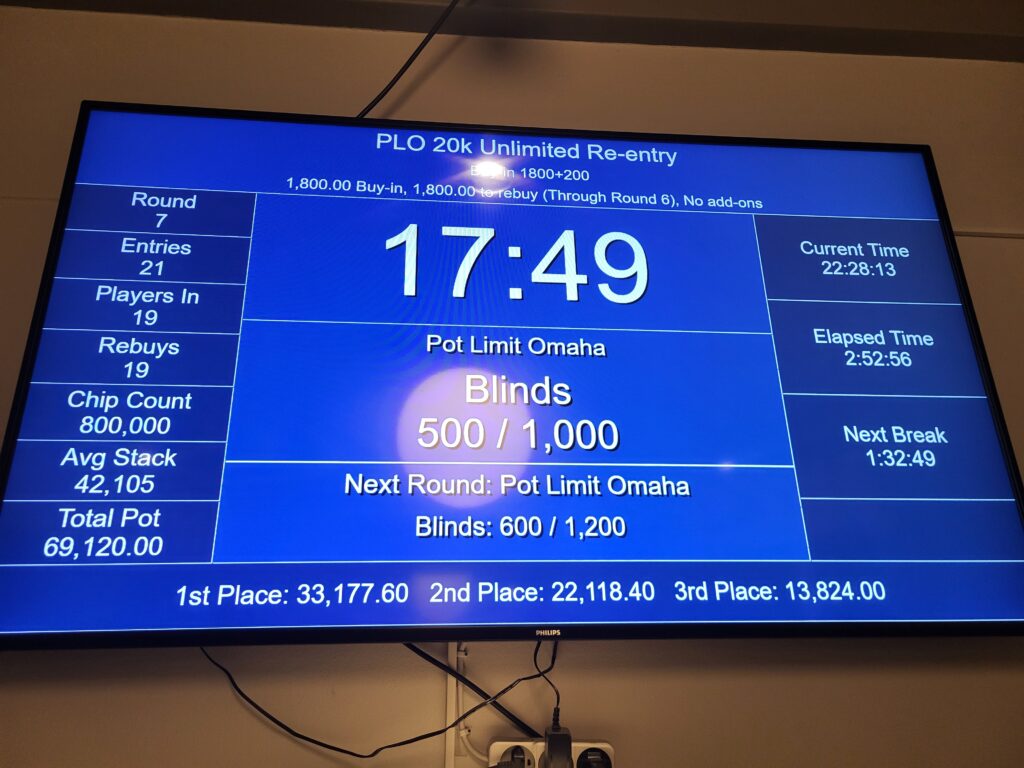 PLO 20k Unlimited Re-entry
Buy-in 1800+200
1,800.00 Buy-in, 1,800.00 to rebuy (Through Round 6), No add-ons
Round
7
Entries
21
Players In
19
Rebuys
19
Chip Count
800,000
Avg Stack
42,105
Total Pot
69,120.00
17:49
Pot Limit Omaha
Blinds
500 / 1,000
Next Round: Pot Limit Omaha
Blinds: 600 / 1,200
Current Time
22:28:13
Elapsed Time
2:52:56
Next Break
1:32:49
1st Place: 33,177.60 2nd Place: 22,118.40 3rd Place: 13,824.00
PHILIPS